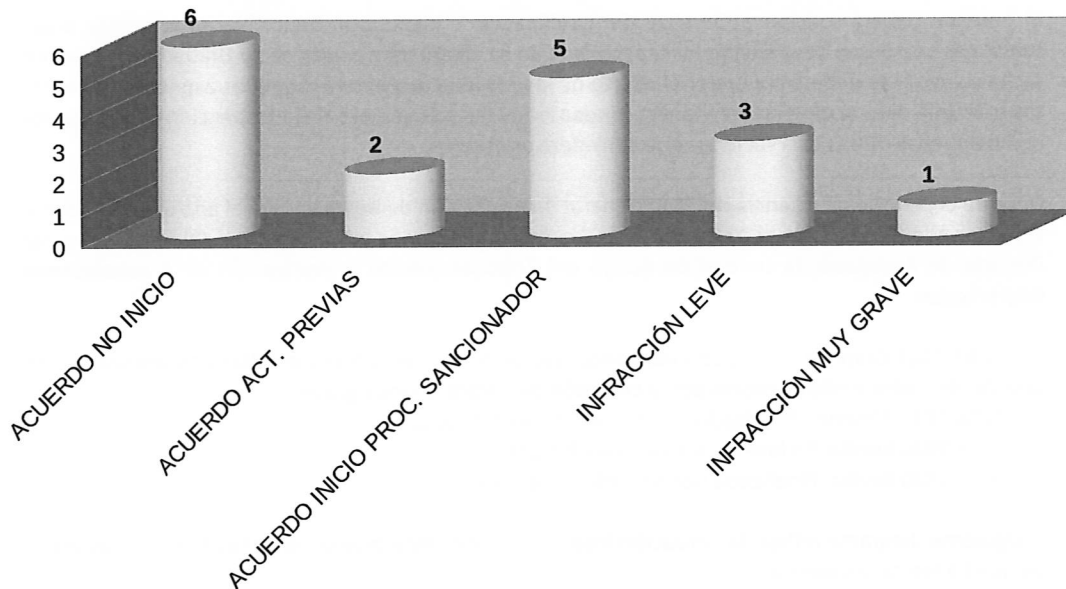 6
2
5
3
1
6
5
4
3
2
1
0
ACUERDO NO INICIO
ACUERDO ACT. PREVIAS
ACUERDO INICIO PROC. SANCIONADOR
INFRACCIÓN LEVE
INFRACCIÓN MUY GRAVE